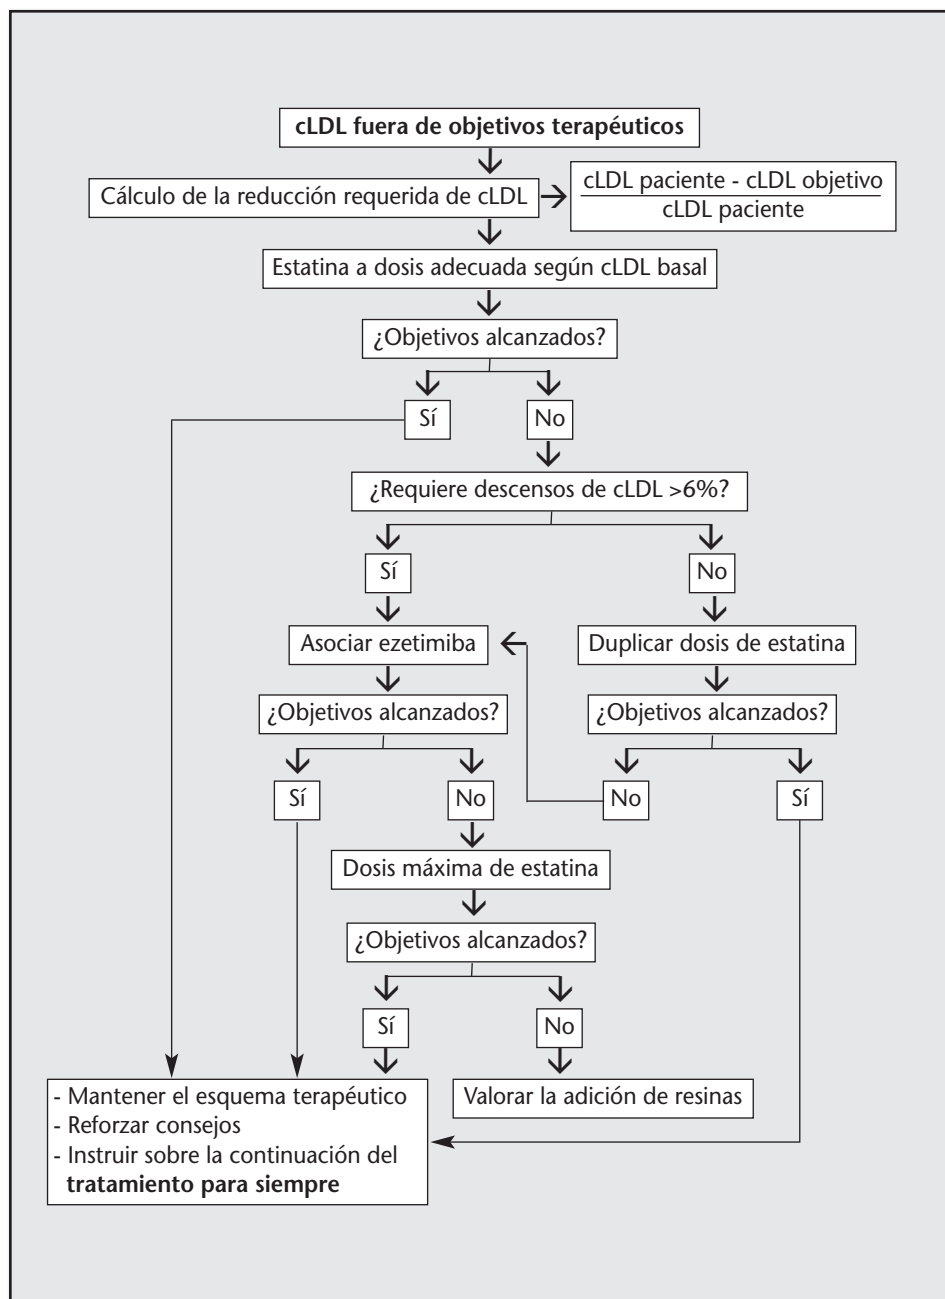 cLDL fuera de objetivos terapéuticos
Cálculo de la reducción requerida de cLDL
cLDL paciente - cLDL objetivo
cLDL paciente
Estatina a dosis adecuada según cLDL basal
¿Objetivos alcanzados?
Sí
No
¿Requiere descensos de cLDL >6%?
Sí
No
Asociar ezetimiba
Duplicar dosis de estatina
¿Objetivos alcanzados?
¿Objetivos alcanzados?
Sí
No
No
Sí
Dosis máxima de estatina
¿Objetivos alcanzados?
Sí
No
- Mantener el esquema terapéutico
- Reforzar consejos
- Instruir sobre la continuación del
tratamiento para siempre
Valorar la adición de resinas